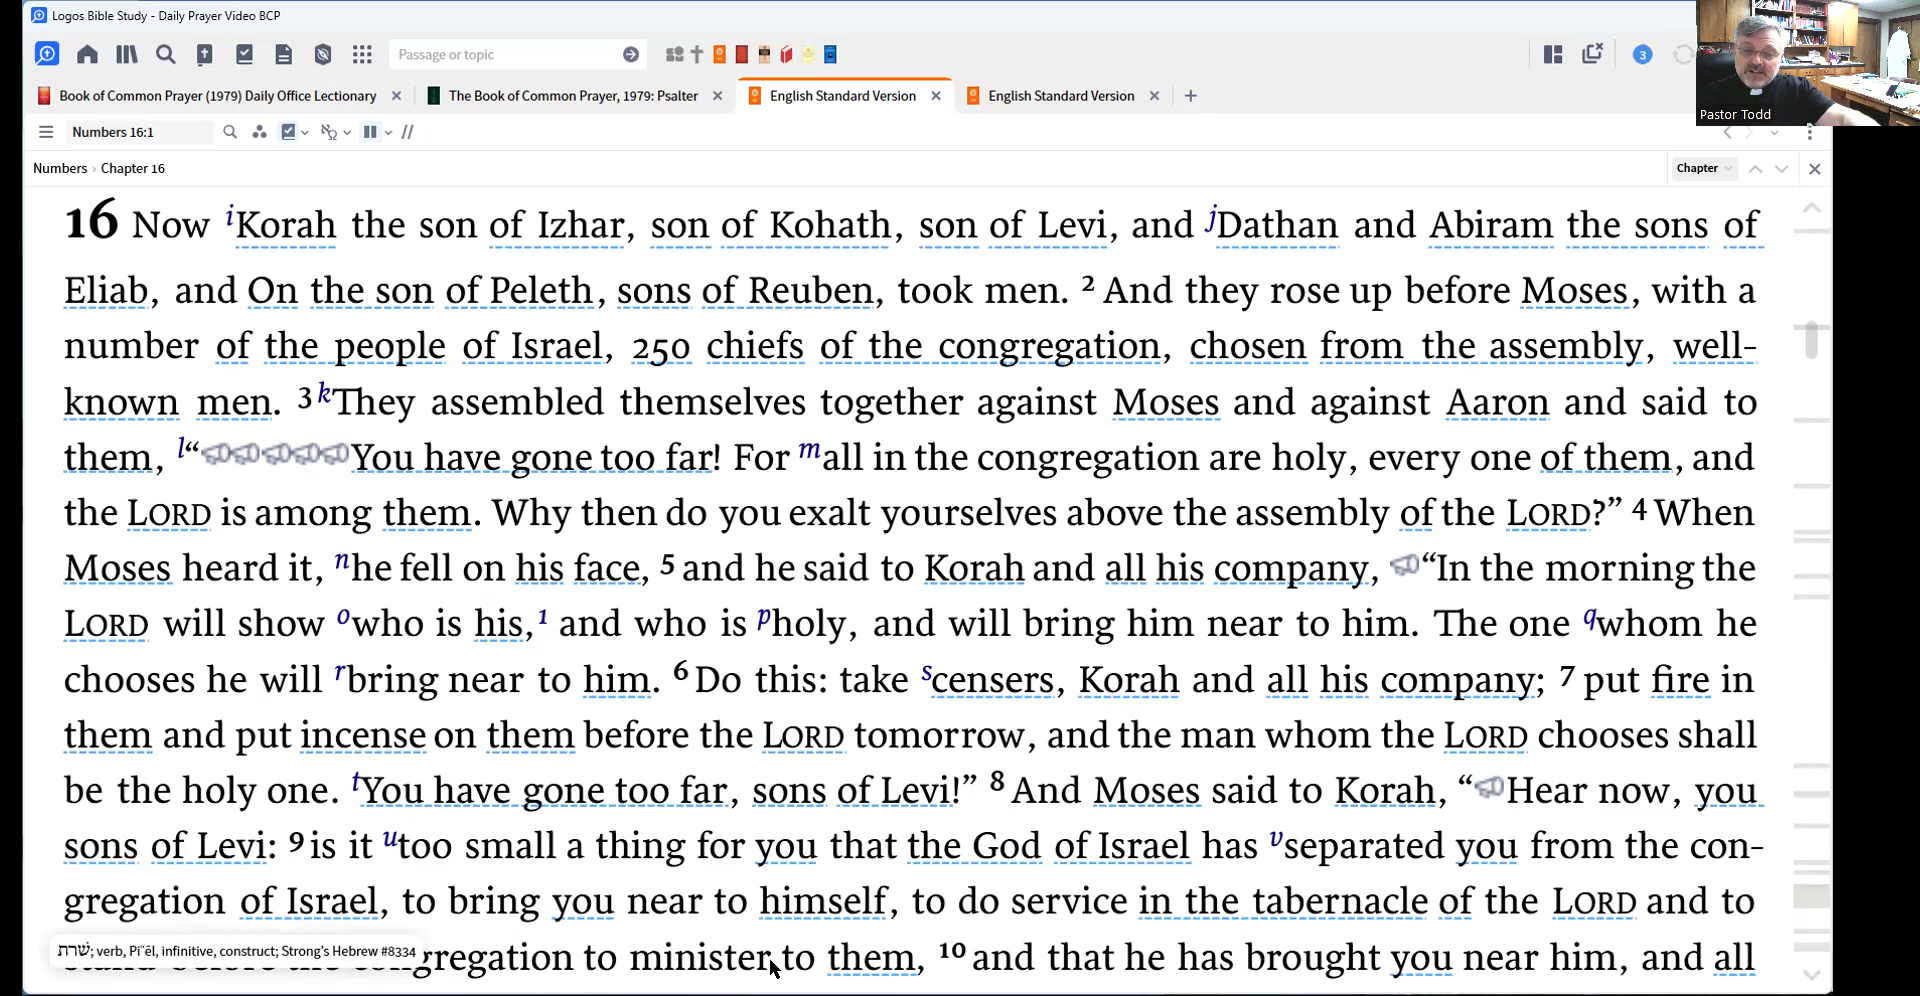 Logos Bible Study - Daily Prayer Video BCP
Passage or topic
3
Book of Common Prayer (1979) Daily Office Lectionary
The Book of Common Prayer, 1979: Psalter
English Standard Version
English Standard Version
Pastor Todd
Numbers 16:1
Numbers › Chapter 16
Chapter
16 Now iKorah the son of Izhar, son of Kohath, son of Levi, and jDathan and Abiram the sons of
Eliab, and On the son of Peleth, sons of Reuben, took men. 2 And they rose up before Moses, with a
number of the people of Israel, 250 chiefs of the congregation, chosen from the assembly, well-
known men. 3 kThey assembled themselves together against Moses and against Aaron and said to
them, l“You have gone too far! For mall in the congregation are holy, every one of them, and
the LORD is among them. Why then do you exalt yourselves above the assembly of the LORD?” 4 When
Moses heard it, nhe fell on his face, 5 and he said to Korah and all his company, “In the morning the
LORD will show owho is his,1 and who is pholy, and will bring him near to him. The one qwhom he
chooses he will rbring near to him. 6 Do this: take scensers, Korah and all his company; 7 put fire in
them and put incense on them before the LORD tomorrow, and the man whom the LORD chooses shall
be the holy one. tYou have gone too far, sons of Levi!” 8 And Moses said to Korah, “Hear now, you
sons of Levi: 9 is it utoo small a thing for you that the God of Israel has vseparated you from the con-
gregation of Israel, to bring you near to himself, to do service in the tabernacle of the LORD and to
gregation to minister to them, 10 and that he has brought you near him, and all
שׁרת; verb, Piʿʿēl, infinitive, construct; Strong's Hebrew #8334